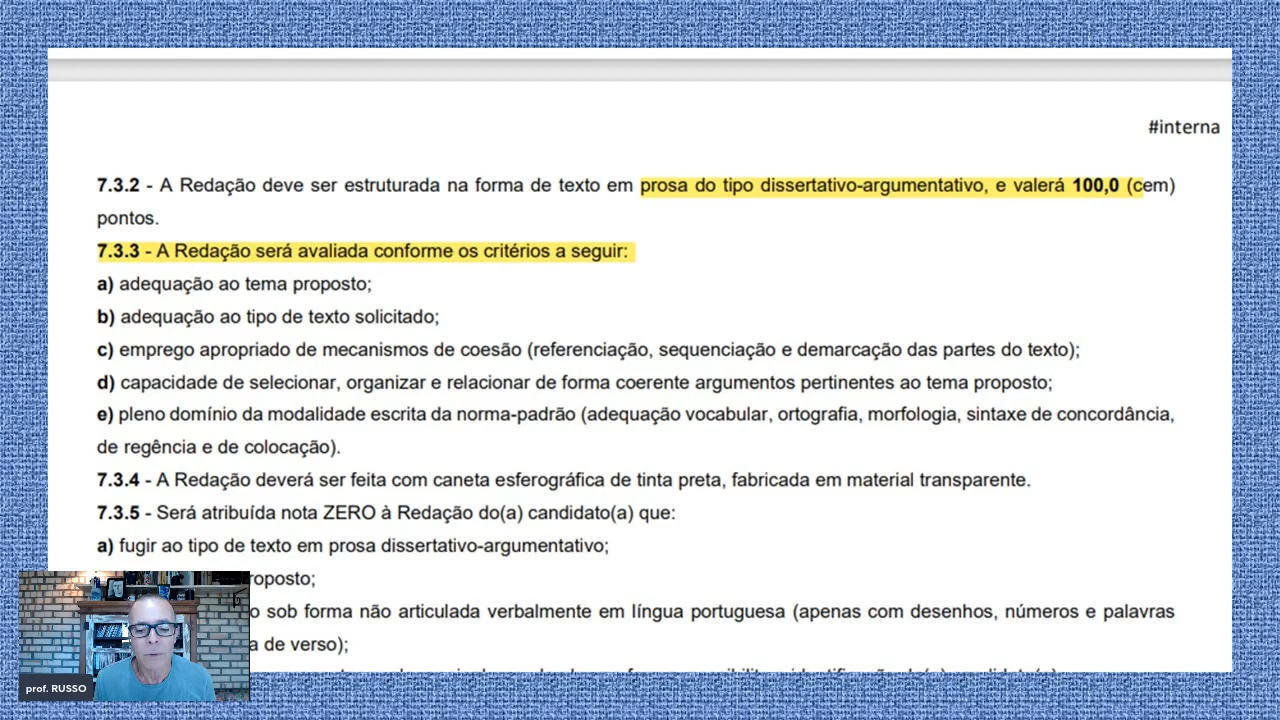 #interna
7.3.2 - A Redação deve ser estruturada na forma de texto em prosa do tipo dissertativo-argumentativo, e valerá 100,0 (cem)
pontos.
7.3.3 - A Redação será avaliada conforme os critérios a seguir:
a) adequação ao tema proposto;
b) adequação ao tipo de texto solicitado;
c) emprego apropriado de mecanismos de coesão (referenciação, sequenciação e demarcação das partes do texto);
d) capacidade de selecionar, organizar e relacionar de forma coerente argumentos pertinentes ao tema proposto;
e) pleno domínio da modalidade escrita da norma-padrão (adequação vocabular, ortografia, morfologia, sintaxe de concordância,
de regência e de colocação).
7.3.4 - A Redação deverá ser feita com caneta esferográfica de tinta preta, fabricada em material transparente.
7.3.5 - Será atribuída nota ZERO à Redação do(a) candidato(a) que:
a) fugir ao tipo de texto em prosa dissertativo-argumentativo;
roposto;
o sob forma não articulada verbalmente em língua portuguesa (apenas com desenhos, números e palavras
a de verso);
prof. RUSSO